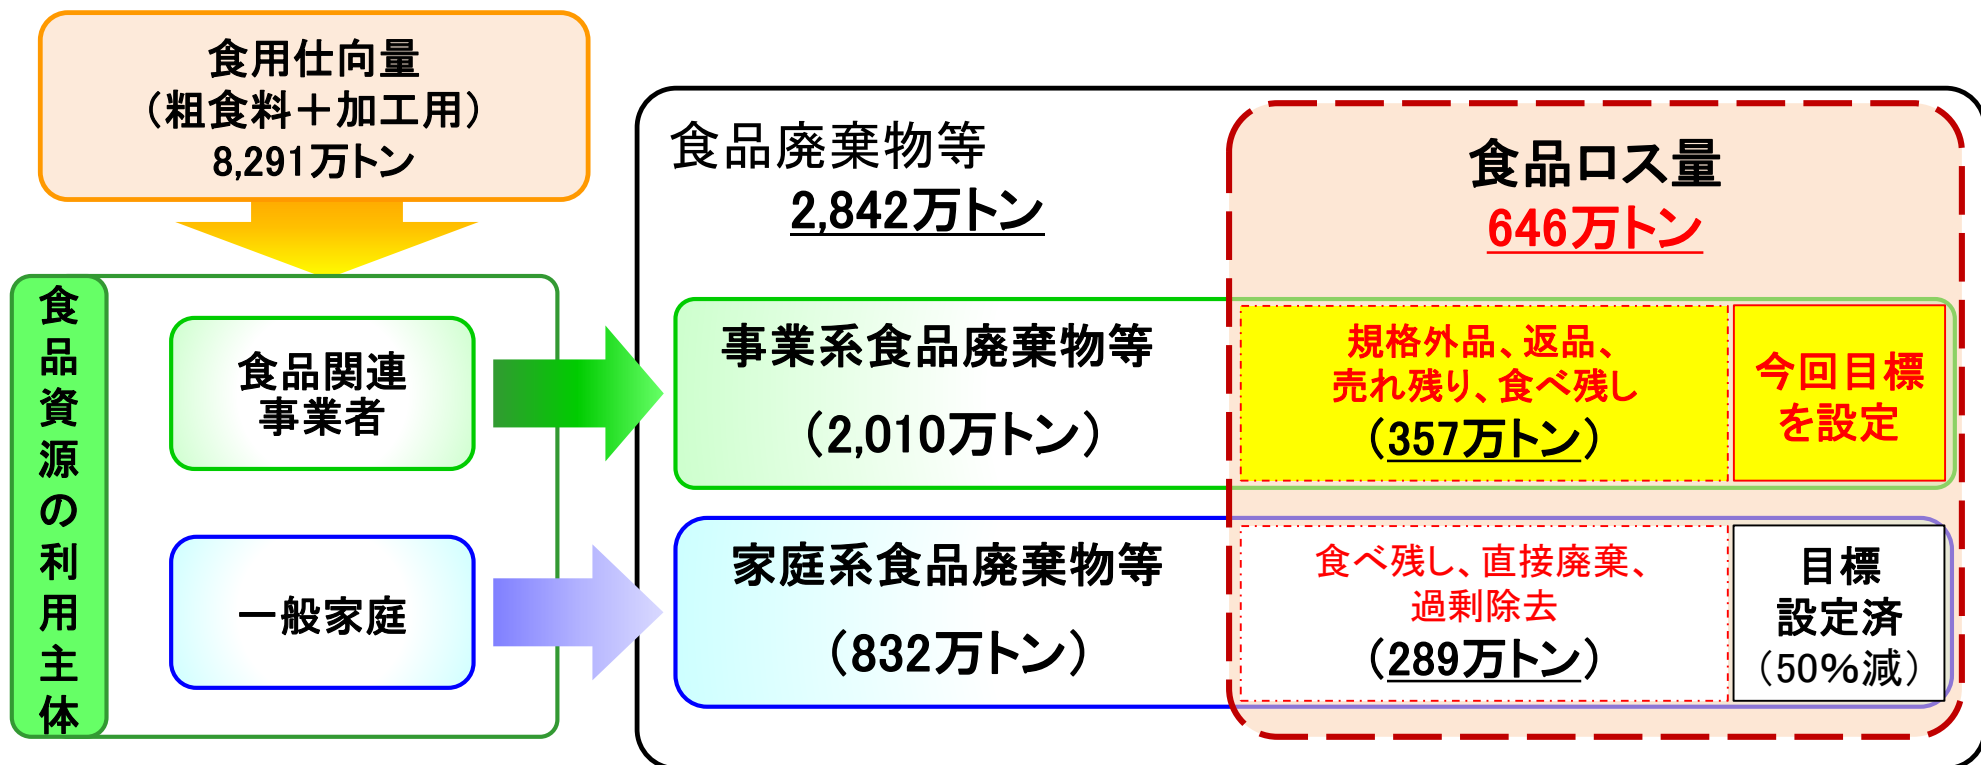 食用仕向量
（粗食料＋加工用）
8,291万トン
食品資源の利用主体
食品関連
事業者
一般家庭
食品廃棄物等
2,842万トン
事業系食品廃棄物等
（2,010万トン）
家庭系食品廃棄物等
（832万トン）
食品ロス量
646万トン
規格外品、返品、
売れ残り、食べ残し
（357万トン）
今回目標
を設定
食べ残し、直接廃棄、
過剰除去
（289万トン）
目標
設定済
（50％減）